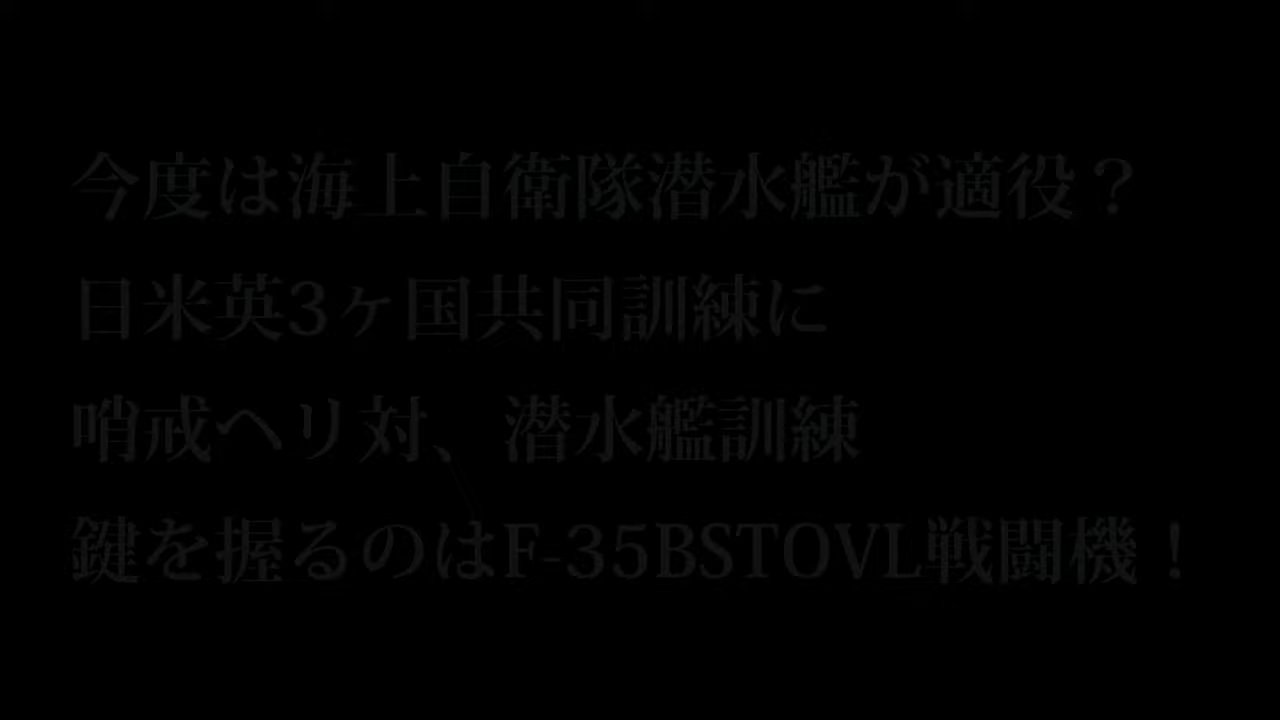 今度は海上自衛隊潜水艦が適役？
日米英3ヶ国共同訓練に
哨戒ヘリ対、潜水艦訓練
鍵を握るのはF-35BSTOVL戦闘機！